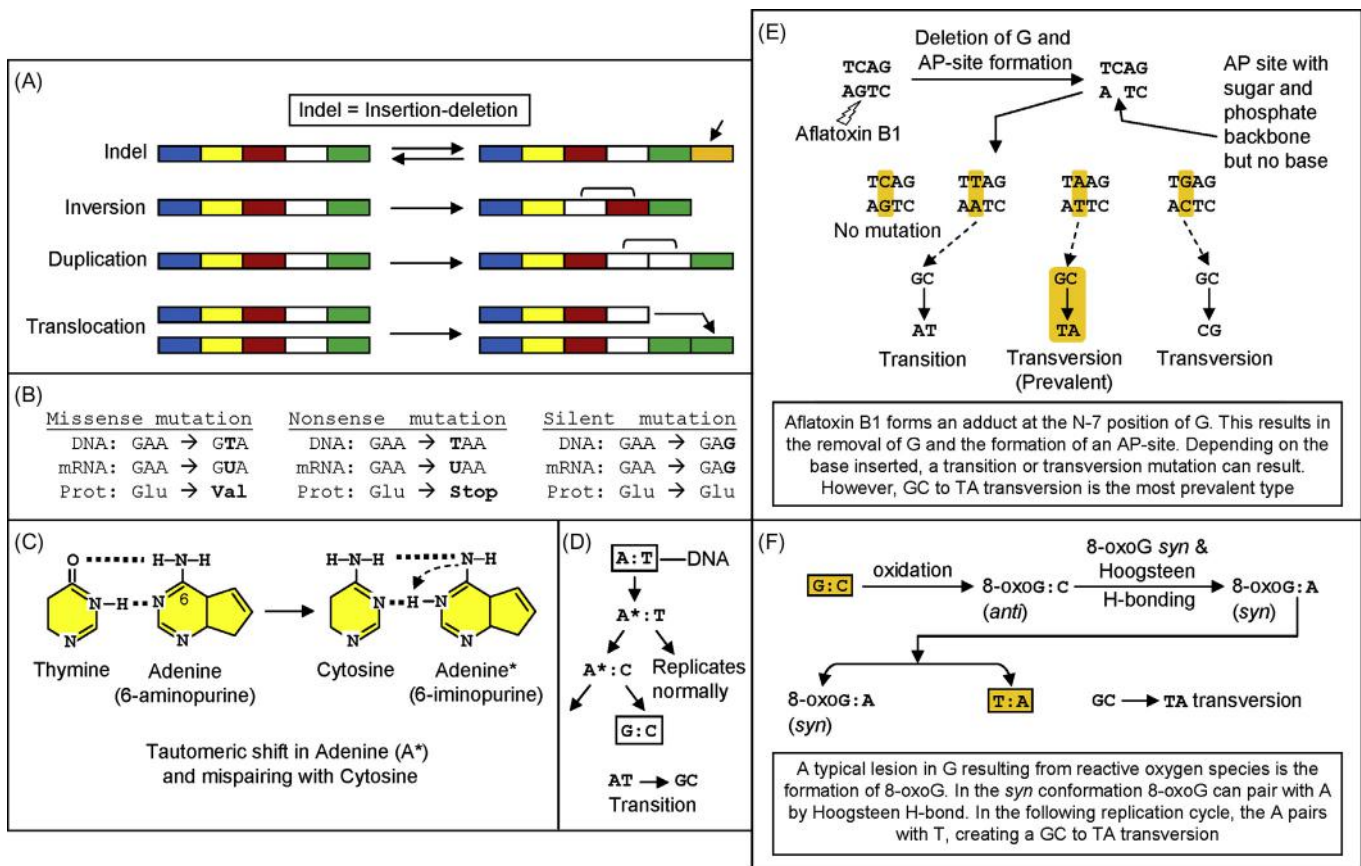 (A)
Indel = Insertion-deletion
Indel
Inversion
Duplication
Translocation
(B)
Missense mutation
DNA: GAA → GTA
mRNA: GAA → GUA
Prot: Glu → Val
Nonsense mutation
DNA: GAA → TAA
mRNA: GAA → UAA
Prot: Glu → Stop
Silent mutation
DNA: GAA → GAG
mRNA: GAA → GAG
Prot: Glu → Glu
(C)
O H-N-H
N-H N 6
N N
Thymine
Adenine
(6-aminopurine)
H-N-H N-H
N H-N
N N
Cytosine
Adenine*
(6-iminopurine)
Tautomeric shift in Adenine (A*)
and mispairing with Cytosine
(D)
A:T DNA
A*:T
A*:C
Replicates
normally
G:C
AT → GC
Transition
(E)
Deletion of G and
AP-site formation
TCAG
AGTC
Aflatoxin B1
TCAG
A TC
AP site with
sugar and
phosphate
backbone
but no base
TCAG
AGTC
No mutation
TTAG
AATC
TAAG
ATTC
TGAG
ACTC
GC
AT
Transition
GC
TA
Transversion
(Prevalent)
GC
CG
Transversion
Aflatoxin B1 forms an adduct at the N-7 position of G. This results in
the removal of G and the formation of an AP-site. Depending on the
base inserted, a transition or transversion mutation can result.
However, GC to TA transversion is the most prevalent type
(F)
G:C
oxidation
8-oxoG:C
(anti)
8-oxoG syn &
Hoogsteen
H-bonding
8-oxoG:A
(syn)
8-oxoG:A
(syn)
T:A
GC → TA transversion
A typical lesion in G resulting from reactive oxygen species is the
formation of 8-oxoG. In the syn conformation 8-oxoG can pair with A
by Hoogsteen H-bond. In the following replication cycle, the A pairs
with T, creating a GC to TA transversion